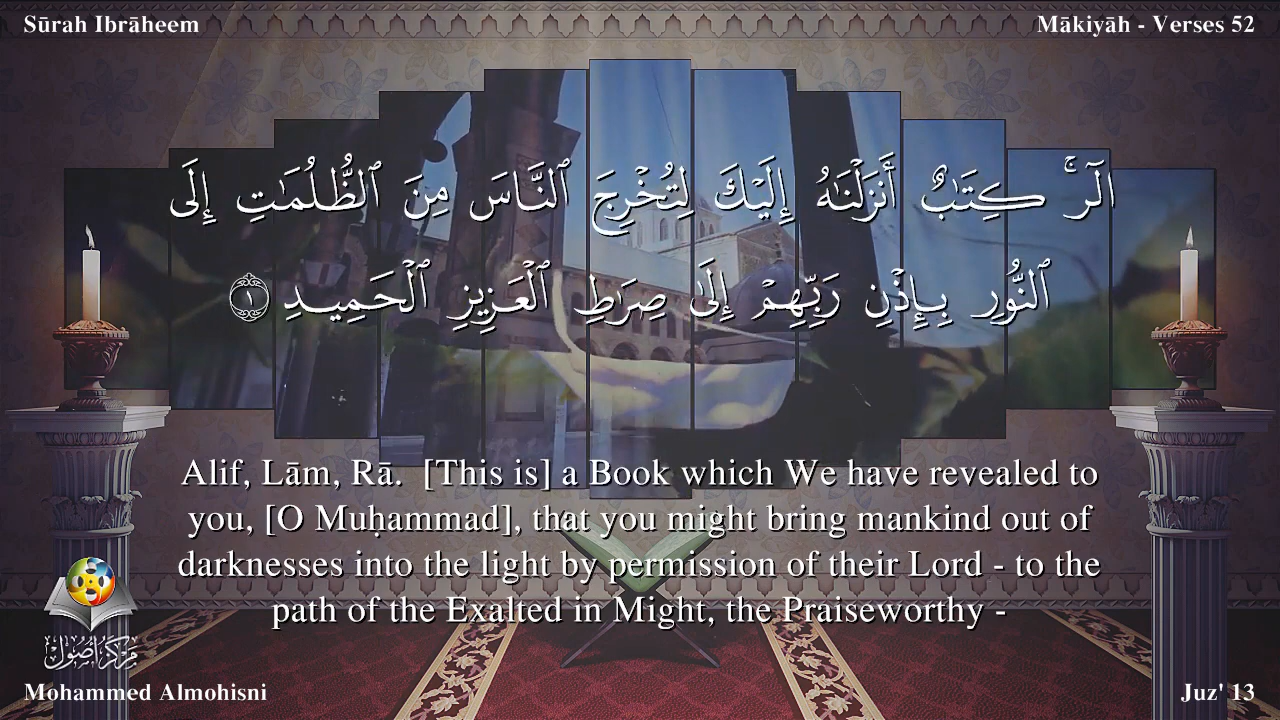 Sūrah Ibrāheem
Mākiyāh - Verses 52
الٓرۚ كِتَٰبٌ أَنزَلْنَٰهُ إِلَيْكَ لِتُخْرِجَ ٱلنَّاسَ مِنَ ٱلظُّلُمَٰتِ إِلَى
ٱلنُّورِ بِإِذْنِ رَبِّهِمْ إِلَىٰ صِرَٰطِ ٱلْعَزِيزِ ٱلْحَمِيدِ ١
Alif, Lām, Rā. [This is] a Book which We have revealed to
you, [O Muḥammad], that you might bring mankind out of
darknesses into the light by permission of their Lord - to the
path of the Exalted in Might, the Praiseworthy -
مركز أصول
Mohammed Almohisni
Juz' 13